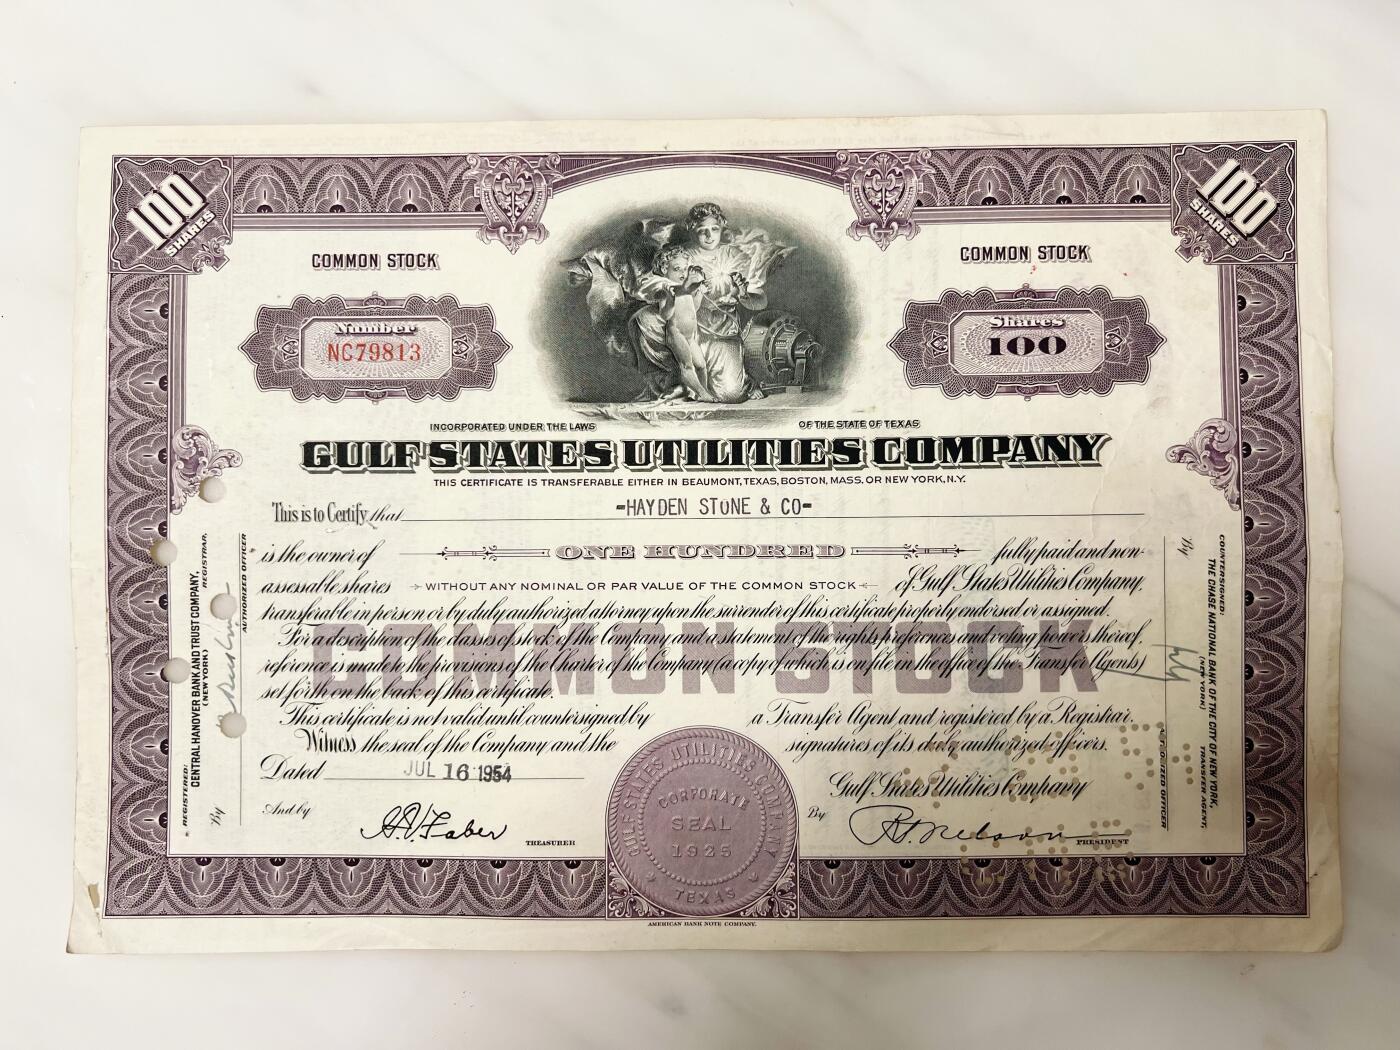 100 SHARES
100 SHARES
COMMON STOCK
COMMON STOCK
Number
NC79813
Shares
100
INCORPORATED UNDER THE LAWS OF THE STATE OF TEXAS
GULF STATES UTILITIES COMPANY
THIS CERTIFICATE IS TRANSFERABLE EITHER IN BEAUMONT, TEXAS, BOSTON, MASS. OR NEW YORK, N.Y.
This is to Certify that -HAYDEN STONE & CO-
is the owner of ONE HUNDRED fully paid and non-
assessable shares WITHOUT ANY NOMINAL OR PAR VALUE OF THE COMMON STOCK of Gulf States Utilities Company,
transferable in person or by duly authorized attorney upon the surrender of this certificate properly endorsed or assigned.
For a description of the classes of stock of the Company and a statement of the rights, preferences and voting powers thereof,
reference is made to the provisions of the Charter of the Company (a copy of which is on file in the office of the Transfer Agents)
set forth on the back of this certificate.
COMMON STOCK
This certificate is not valid until countersigned by a Transfer Agent and registered by a Registrar.
Witness the seal of the Company and the signatures of its duly authorized officers.
Dated JUL 16 1954
Gulf States Utilities Company
And by A V Faber
TREASURER
By R.S. Nelson
PRESIDENT
GULF STATES UTILITIES COMPANY
CORPORATE
SEAL
1925
TEXAS
AMERICAN BANK NOTE COMPANY.
REGISTERED:
CENTRAL HANOVER BANK AND TRUST COMPANY,
(NEW YORK) REGISTRAR,
By
AUTHORIZED OFFICER
COUNTERSIGNED:
THE CHASE NATIONAL BANK OF THE CITY OF NEW YORK,
(NEW YORK) TRANSFER AGENT,
By
AUTHORIZED OFFICER